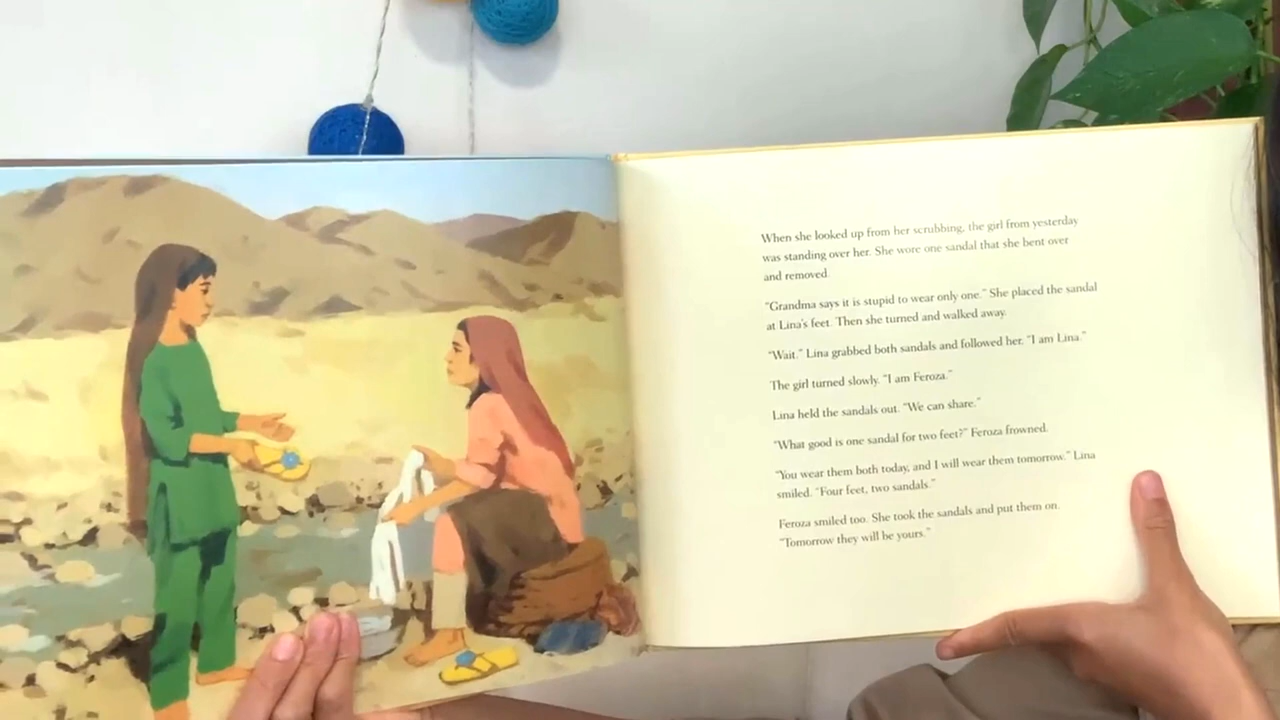 When she looked up from her scrubbing, the girl from yesterday
was standing over her. She wore one sandal that she bent over
and removed.
“Grandma says it is stupid to wear only one.” She placed the sandal
at Lina’s feet. Then she turned and walked away.
“Wait.” Lina grabbed both sandals and followed her. “I am Lina.”
The girl turned slowly. “I am Feroza.”
Lina held the sandals out. “We can share.”
“What good is one sandal for two feet?” Feroza frowned.
“You wear them both today, and I will wear them tomorrow.” Lina
smiled. “Four feet, two sandals.”
Feroza smiled too. She took the sandals and put them on.
“Tomorrow they will be yours.”